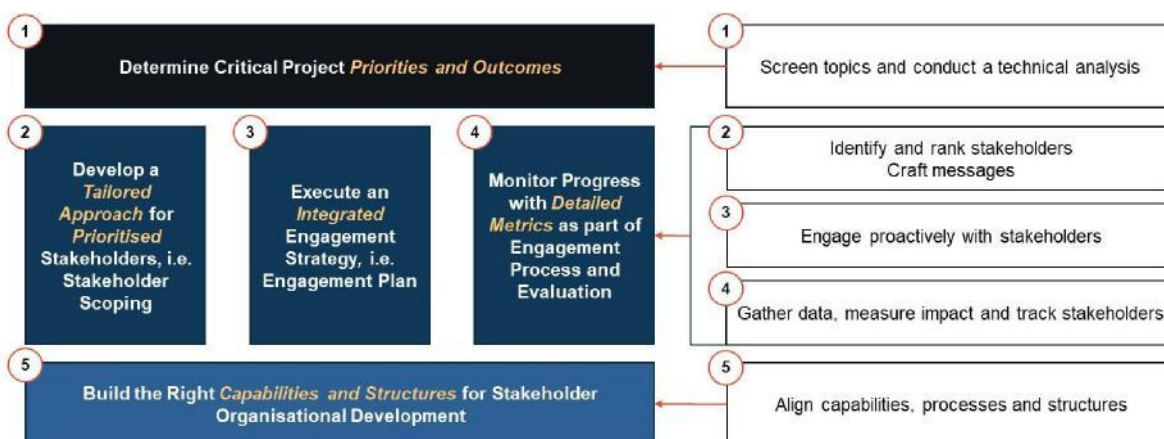 1
Determine Critical Project Priorities and Outcomes
1
Screen topics and conduct a technical analysis
2
Develop a
Tailored
Approach for
Prioritised
Stakeholders, i.e.
Stakeholder
Scoping
3
Execute an
Integrated
Engagement
Strategy, i.e.
Engagement Plan
4
Monitor Progress
with Detailed
Metrics as part of
Engagement
Process and
Evaluation
2
Identify and rank stakeholders
Craft messages
3
Engage proactively with stakeholders
4
Gather data, measure impact and track stakeholders
5
Build the Right Capabilities and Structures for Stakeholder
Organisational Development
5
Align capabilities, processes and structures